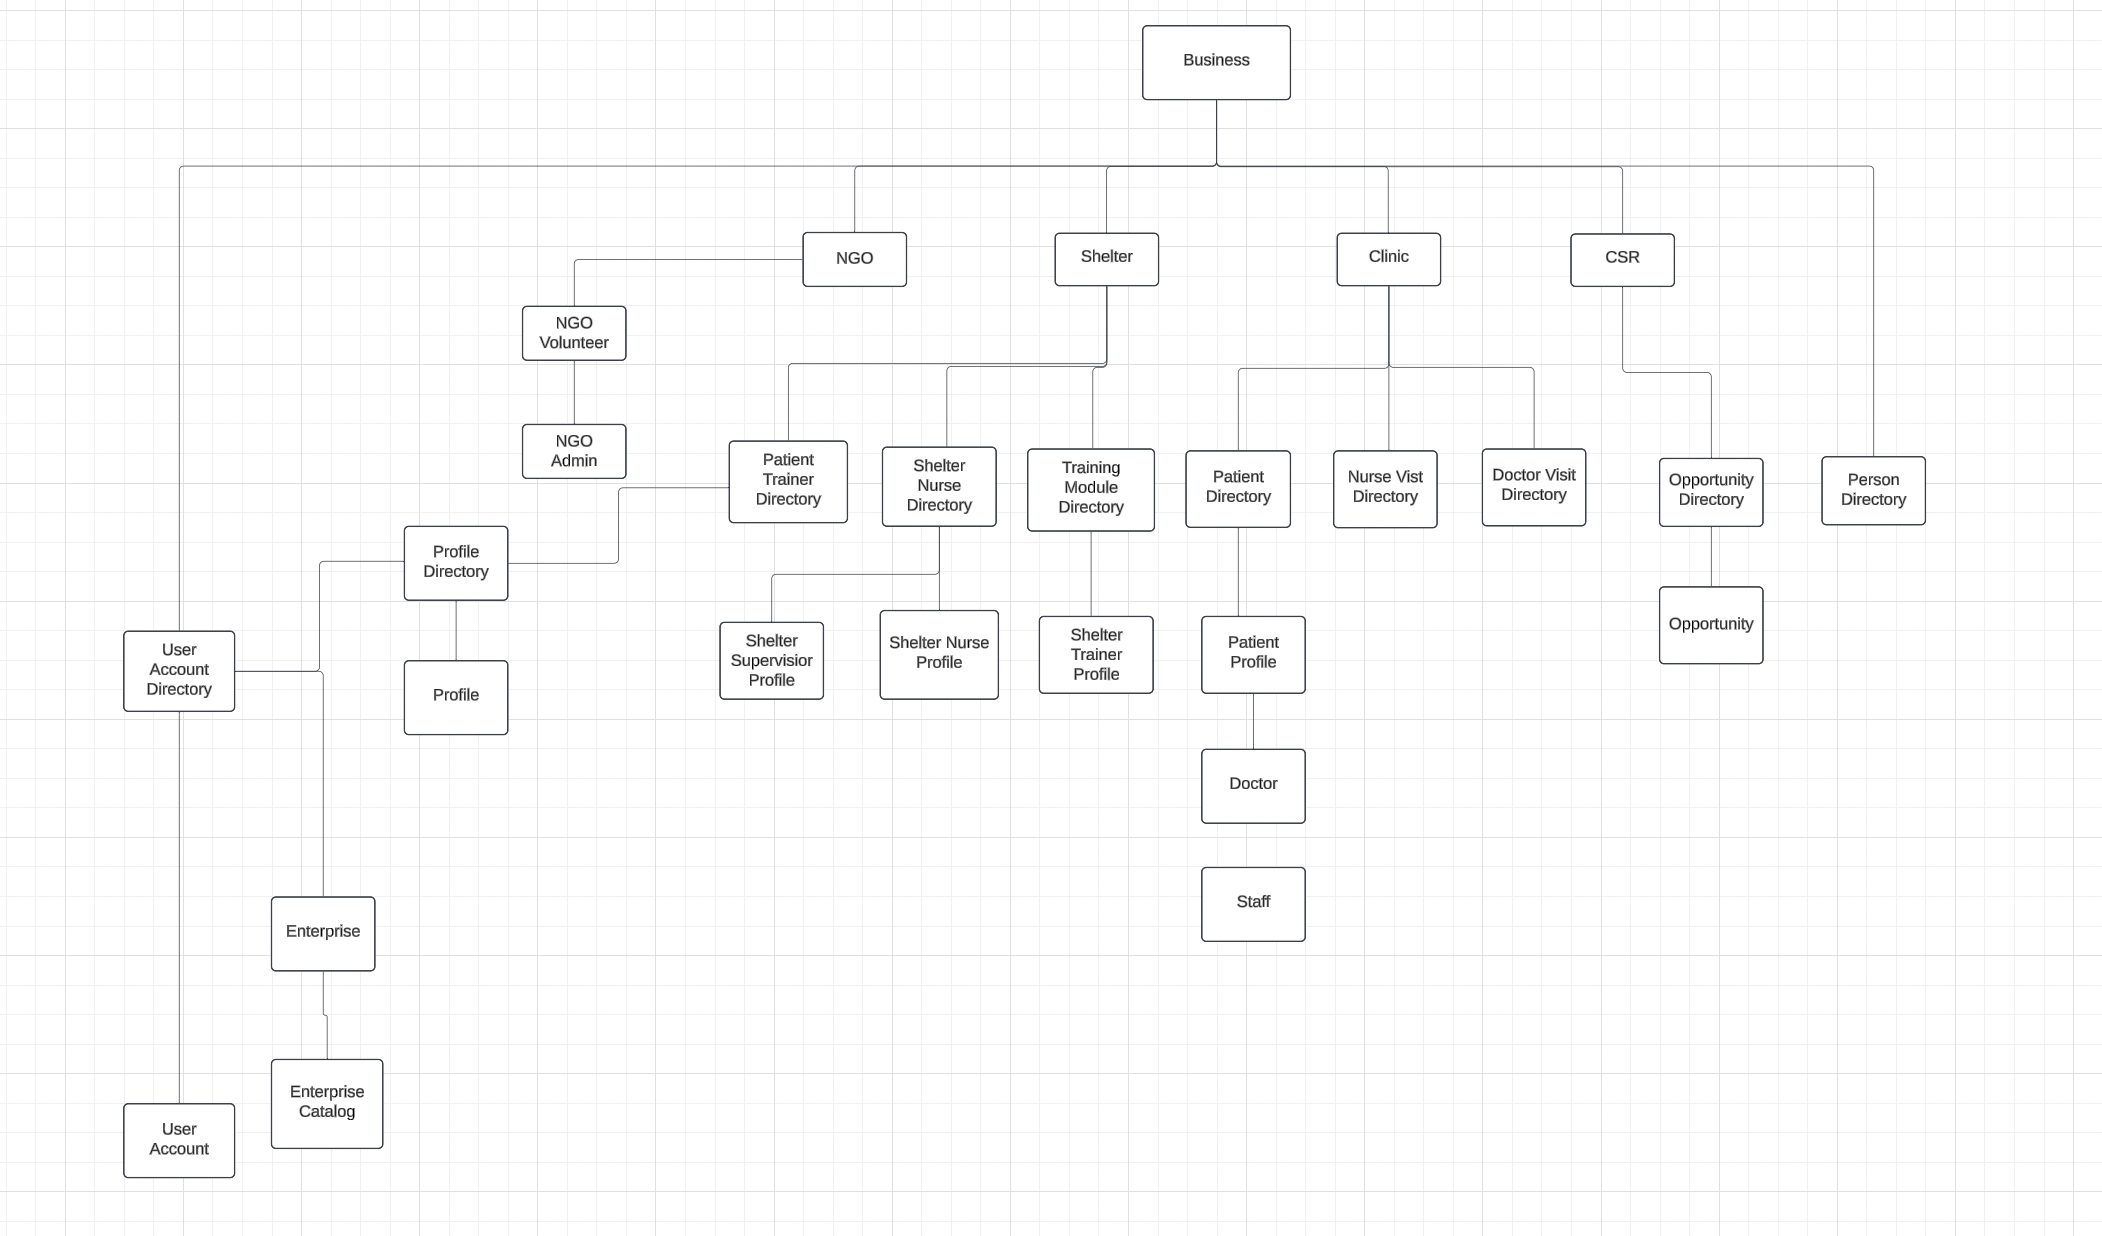 Business
NGO
Shelter
Clinic
CSR
NGO
Volunteer
NGO
Admin
Patient
Trainer
Directory
Shelter
Nurse
Directory
Training
Module
Directory
Patient
Directory
Nurse Vist
Directory
Doctor Visit
Directory
Opportunity
Directory
Person
Directory
Profile
Directory
User
Account
Directory
Profile
Shelter
Supervisior
Profile
Shelter Nurse
Profile
Shelter
Trainer
Profile
Patient
Profile
Opportunity
Doctor
Staff
Enterprise
Enterprise
Catalog
User
Account